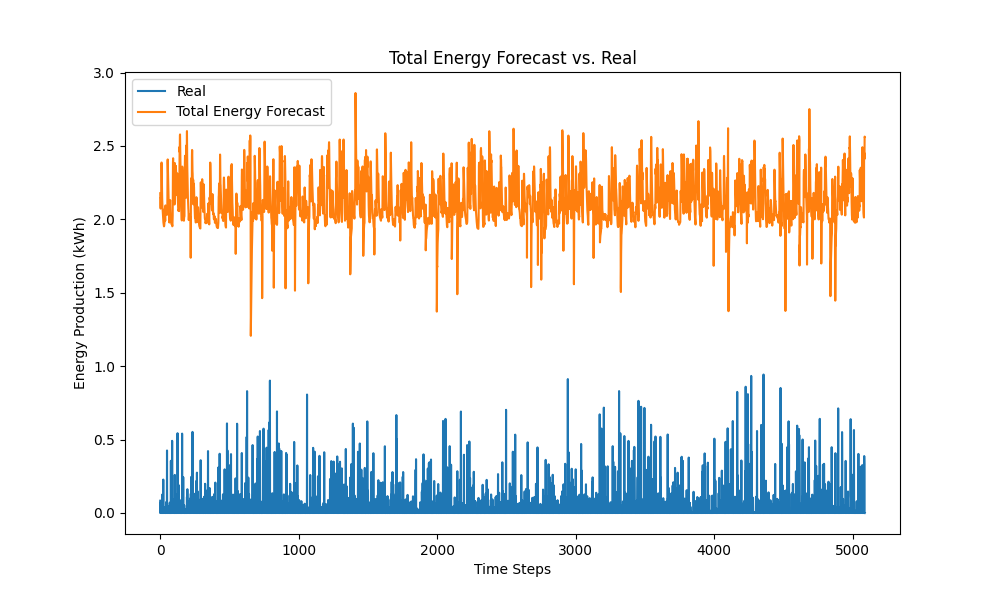 Total Energy Forecast vs. Real
Real
Total Energy Forecast
Energy Production (kWh)
3.0
2.5
2.0
1.5
1.0
0.5
0.0
0 1000 2000 3000 4000 5000
Time Steps